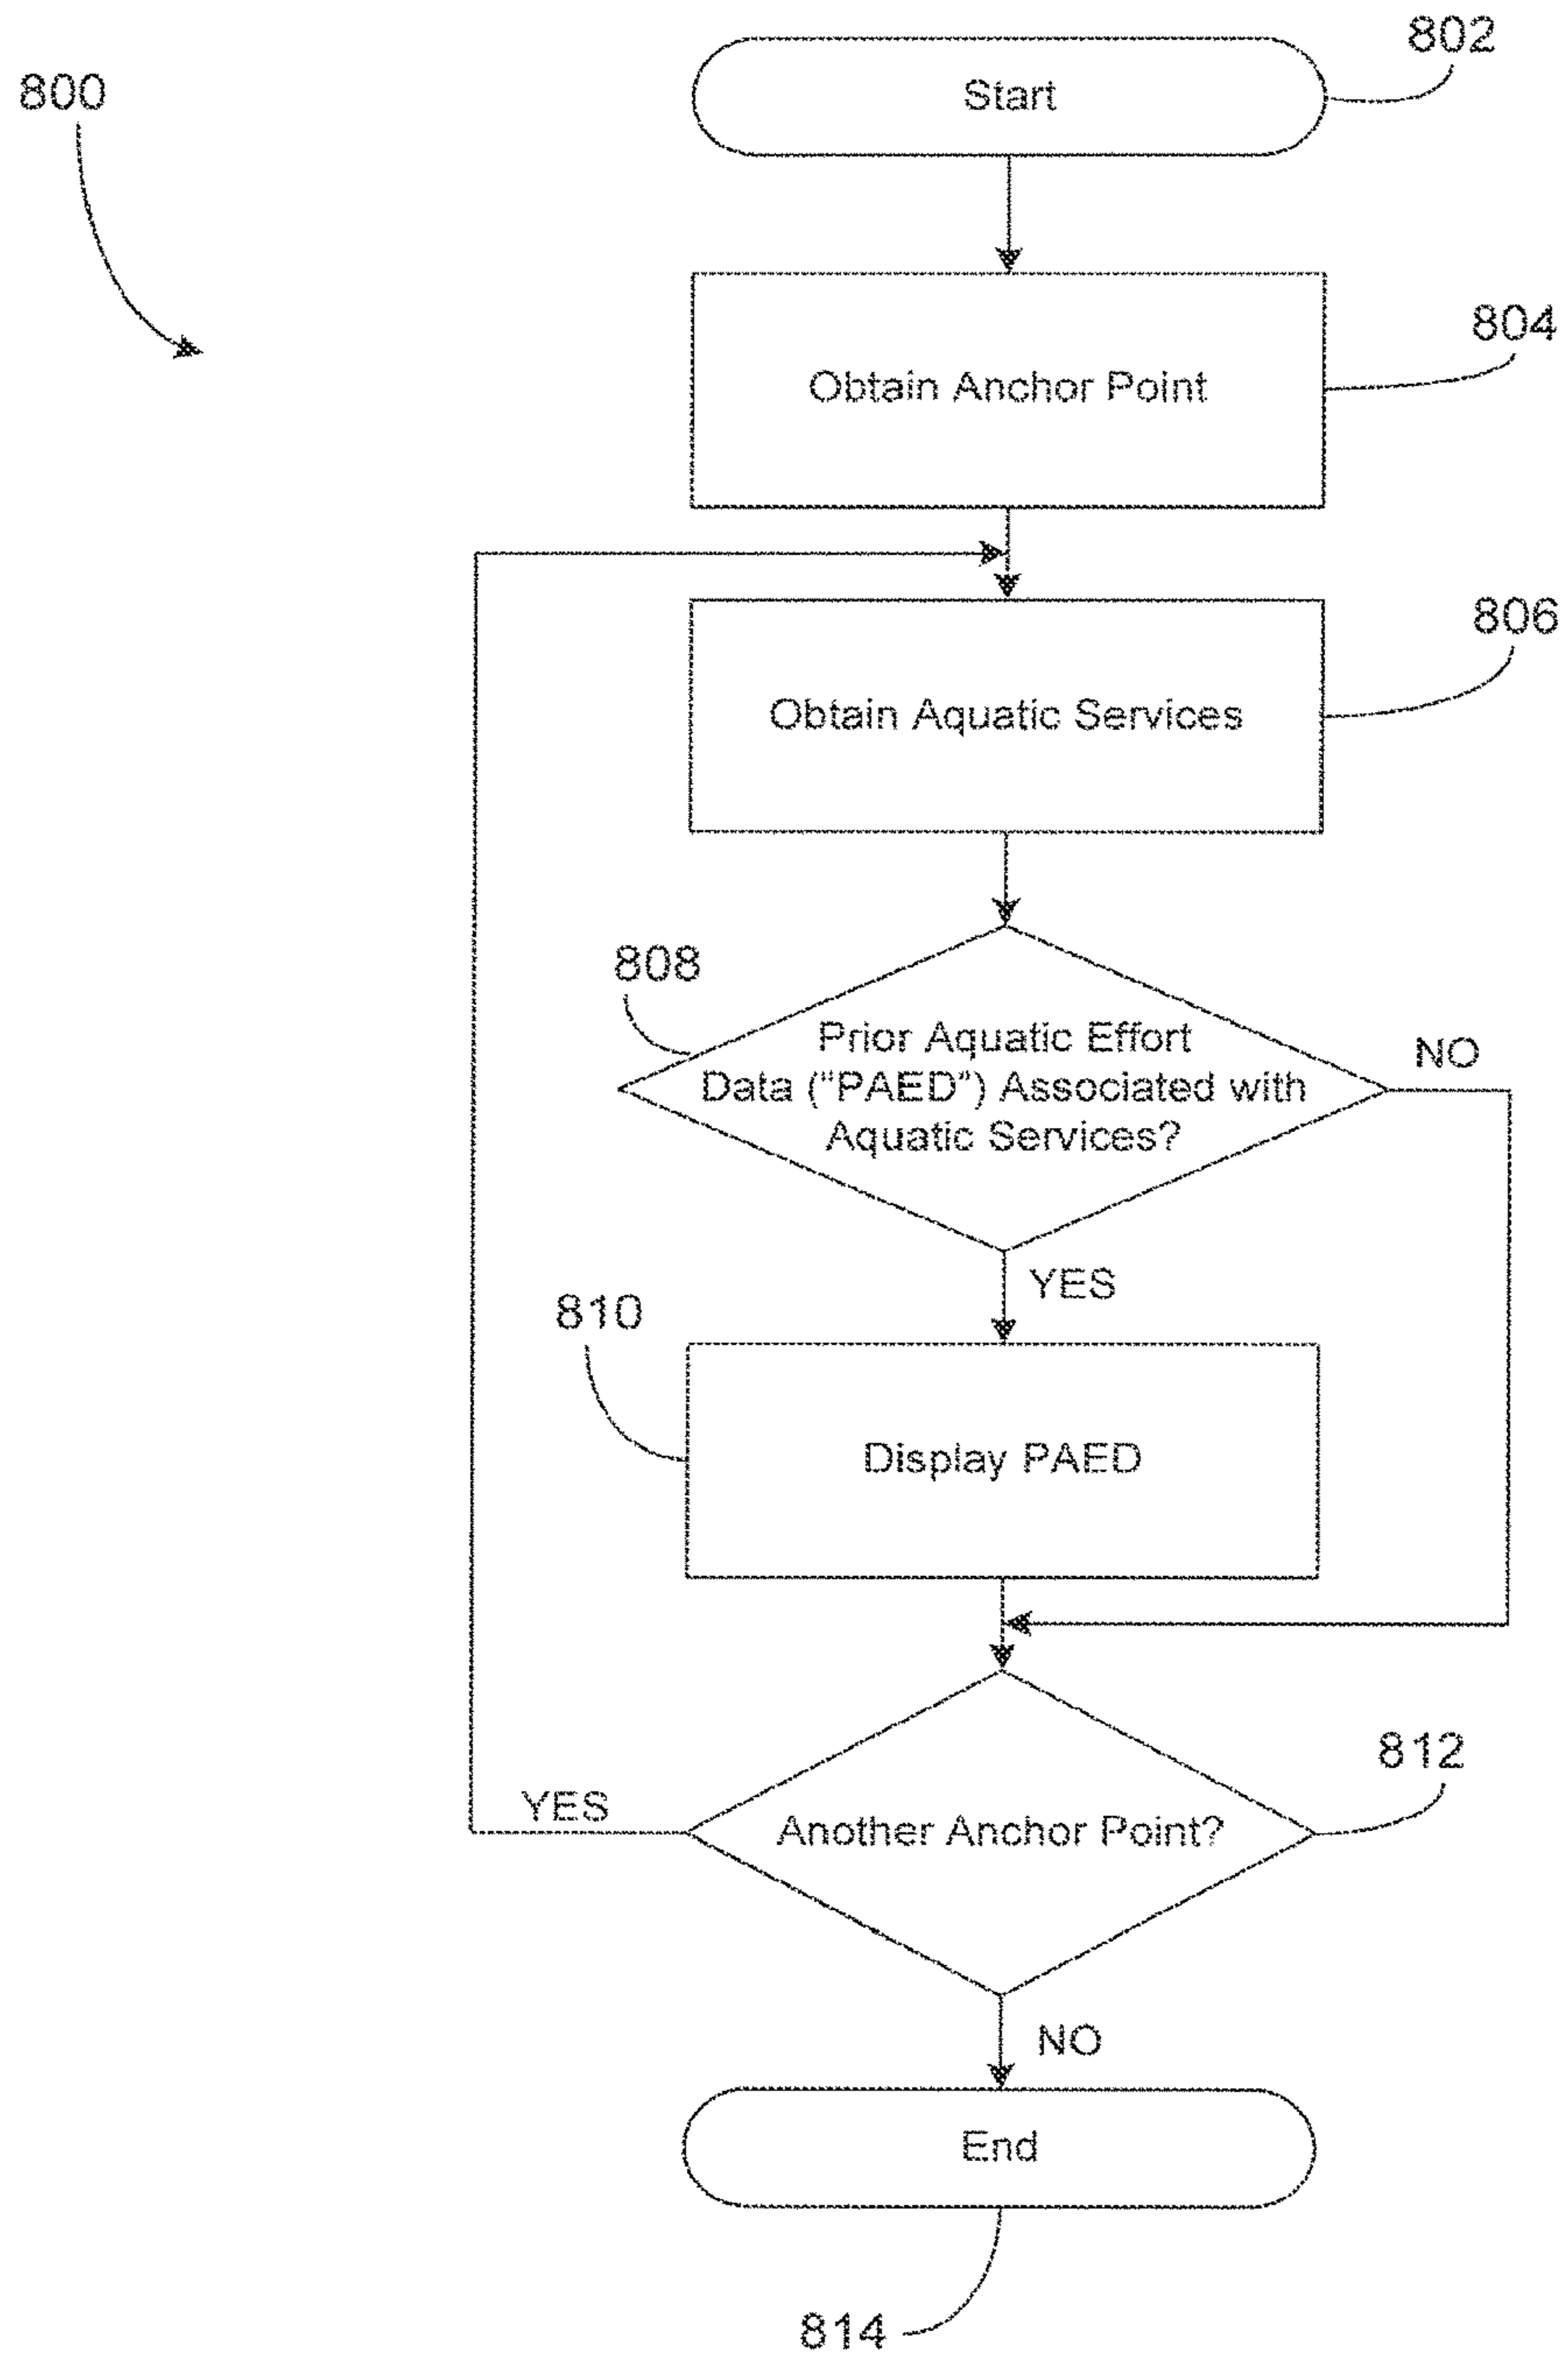 802
800
Start
804
Obtain Anchor Point
806
Obtain Aquatic Services
808
Prior Aquatic Effort
Data (“PAED”) Associated with
Aquatic Services?
NO
YES
810
Display PAED
812
YES
Another Anchor Point?
NO
End
814